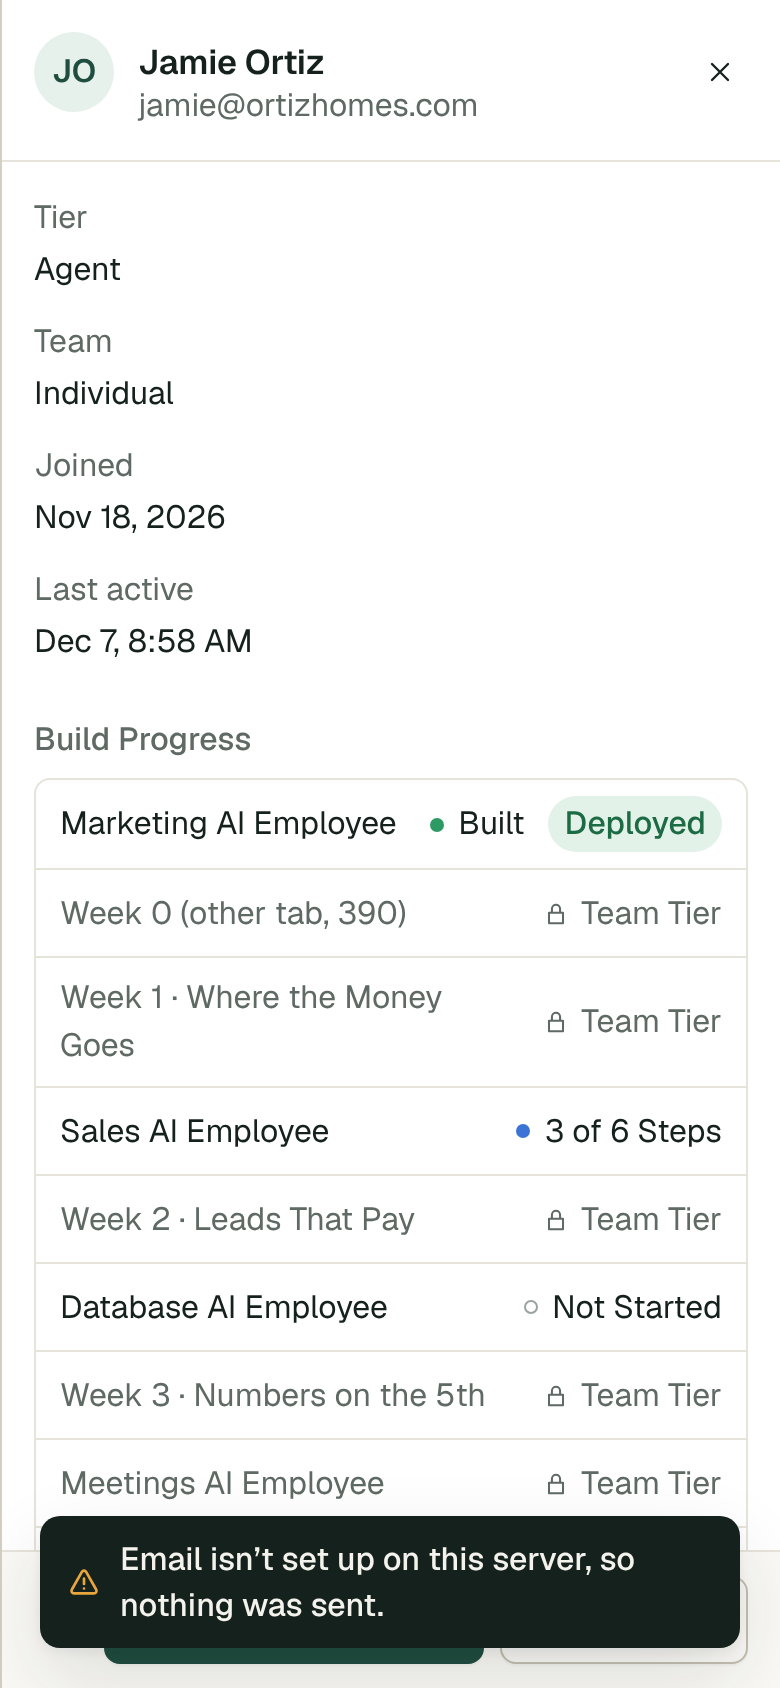 JO
Jamie Ortiz
jamie@ortizhomes.com
Tier
Agent
Team
Individual
Joined
Nov 18, 2026
Last active
Dec 7, 8:58 AM
Build Progress
Marketing AI Employee Built Deployed
Week 0 (other tab, 390) Team Tier
Week 1 · Where the Money
Goes
Team Tier
Sales AI Employee 3 of 6 Steps
Week 2 · Leads That Pay Team Tier
Database AI Employee Not Started
Week 3 · Numbers on the 5th Team Tier
Meetings AI Employee Team Tier
Email isn’t set up on this server, so
nothing was sent.